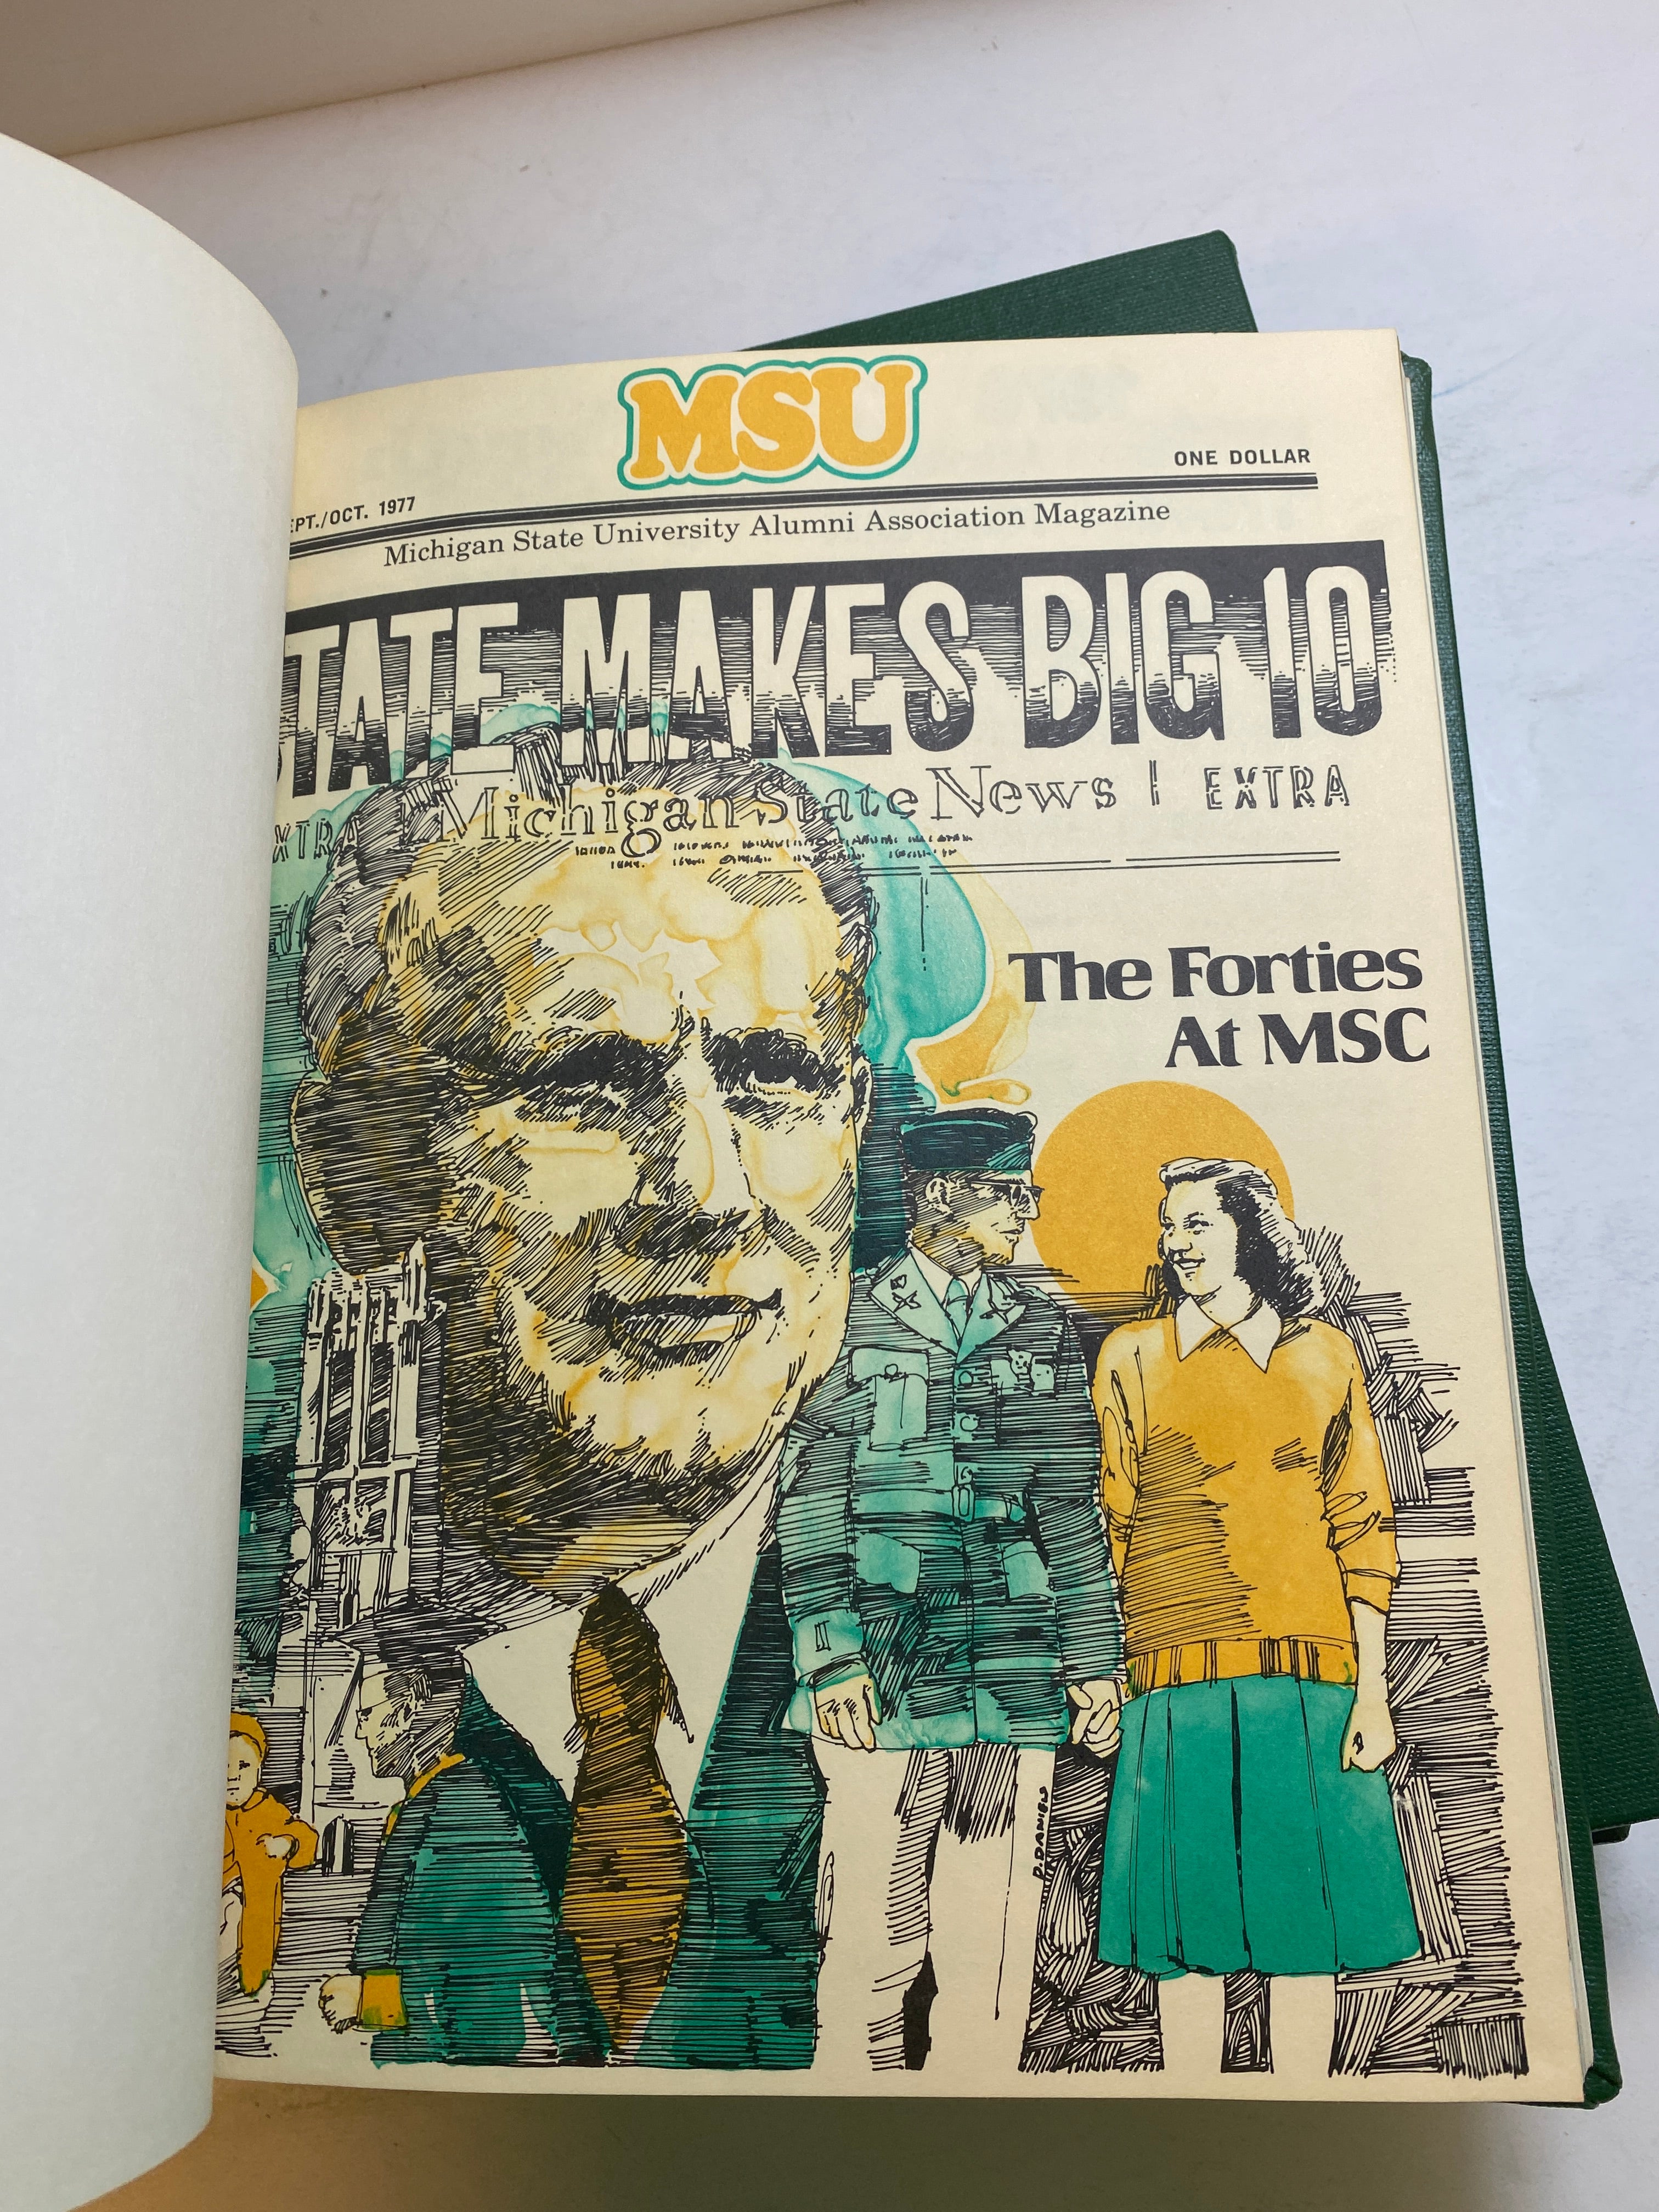 MSU
ONE DOLLAR
EPT./OCT. 1977
Michigan State University Alumni Association Magazine
STATE MAKES BIG 10
XTRA Michigan State News EXTRA
The Forties
At MSC
D. DANIELS